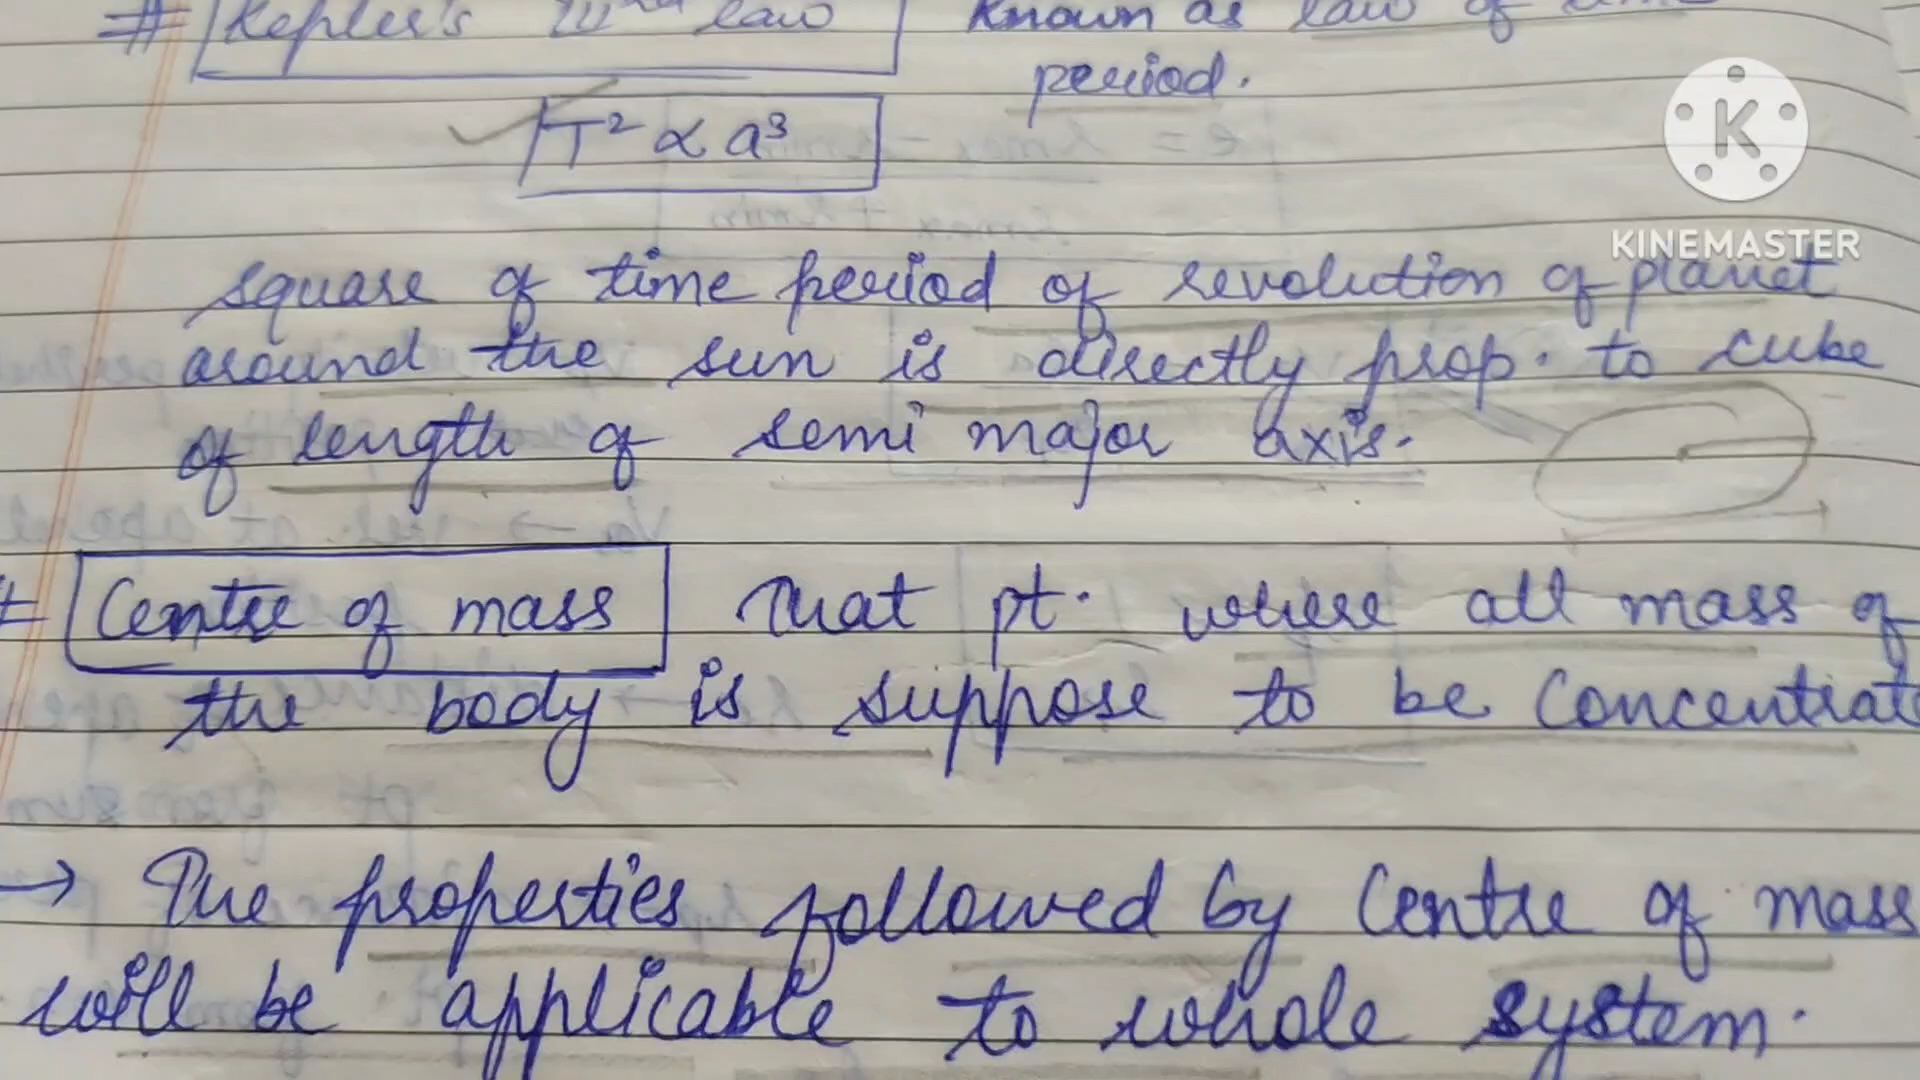 # Kepler's IIIrd law Known as law of time
period.
T² ∝ a³
KINEMASTER
square of time period of revolution of planet
around the sun is directly prop. to cube
of length of semi major axis.
# Centre of mass That pt. where all mass of
the body is suppose to be Concentrate
→ The properties followed by Centre of mass
will be applicable to whole system.